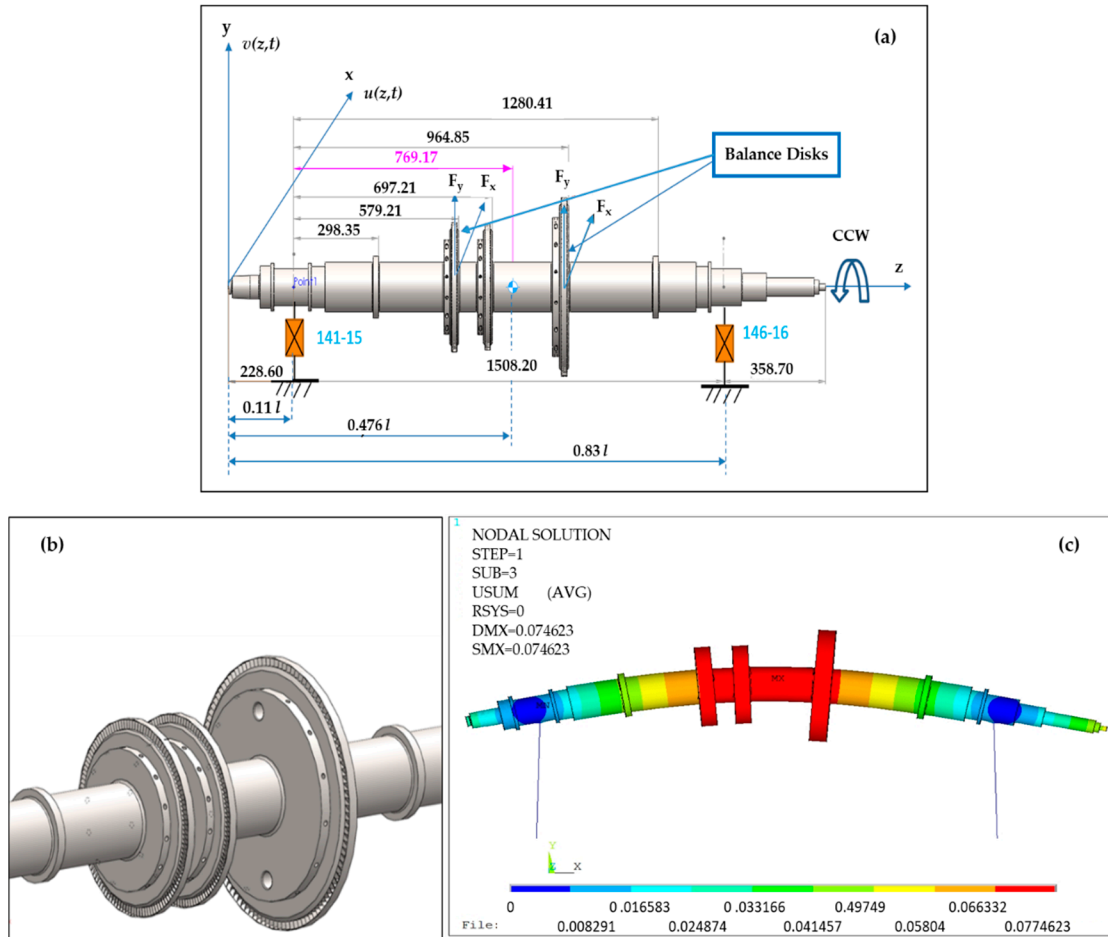 (a)
y
v(z,t)
x
u(z,t)
1280.41
964.85
769.17
697.21
579.21
298.35
Fy
Fx
Fy
Fx
Balance Disks
CCW
z
Point1
141-15
146-16
228.60
1508.20
358.70
0.11 l
0.476 l
0.83 l
(b)
(c)
1
NODAL SOLUTION
STEP=1
SUB=3
USUM (AVG)
RSYS=0
DMX=0.074623
SMX=0.074623
MX
Y
Z X
0 0.016583 0.033166 0.49749 0.066332
File: 0.008291 0.024874 0.041457 0.05804 0.0774623